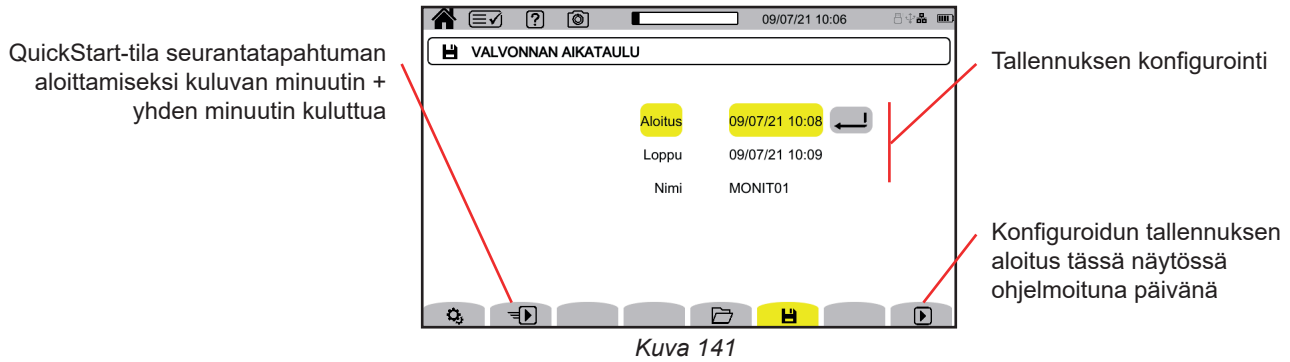 09/07/21 10:06
VALVONNAN AIKATAULU
QuickStart-tila seurantatapahtuman
aloittamiseksi kuluvan minuutin +
yhden minuutin kuluttua
Tallennuksen konfigurointi
Aloitus 09/07/21 10:08
Loppu 09/07/21 10:09
Nimi MONIT01
Konfiguroidun tallennuksen
aloitus tässä näytössä
ohjelmoituna päivänä
Kuva 141